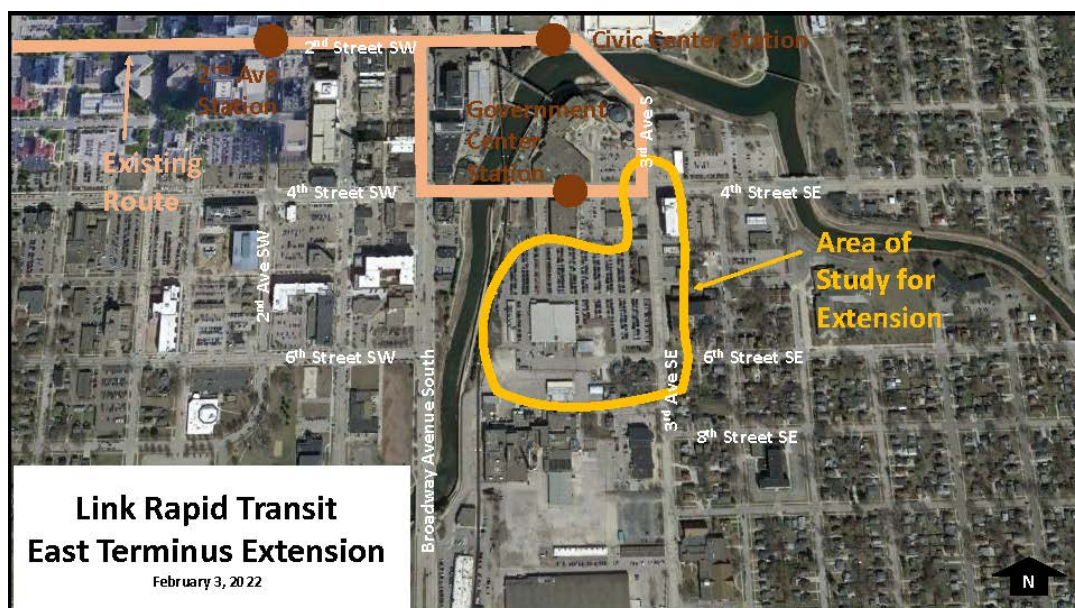 2nd Street SW
Civic Center Station
2nd Ave
Station
Government
Center
Station
3rd Ave S
Existing
Route
4th Street SW
4th Street SE
2nd Ave SW
Area of
Study for
Extension
6th Street SW
6th Street SE
Broadway Avenue South
3rd Ave SE
8th Street SE
Link Rapid Transit
East Terminus Extension
February 3, 2022
N